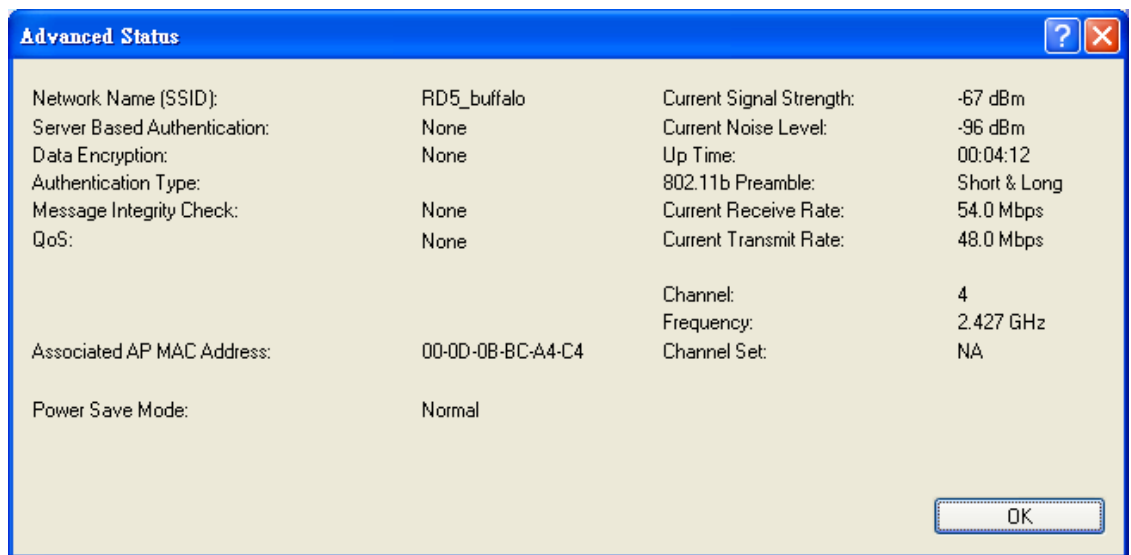 Advanced Status
Network Name (SSID): RD5_buffalo Current Signal Strength: -67 dBm
Server Based Authentication: None Current Noise Level: -96 dBm
Data Encryption: None Up Time: 00:04:12
Authentication Type: 802.11b Preamble: Short & Long
Message Integrity Check: None Current Receive Rate: 54.0 Mbps
QoS: None Current Transmit Rate: 48.0 Mbps
Channel: 4
Frequency: 2.427 GHz
Associated AP MAC Address: 00-0D-0B-BC-A4-C4 Channel Set: NA
Power Save Mode: Normal
OK